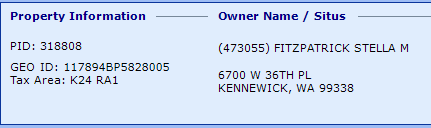 Property Information
Owner Name / Situs
PID: 318808
(473055) FITZPATRICK STELLA M
GEO ID: 117894BP5828005
Tax Area: K24 RA1
6700 W 36TH PL
KENNEWICK, WA 99338